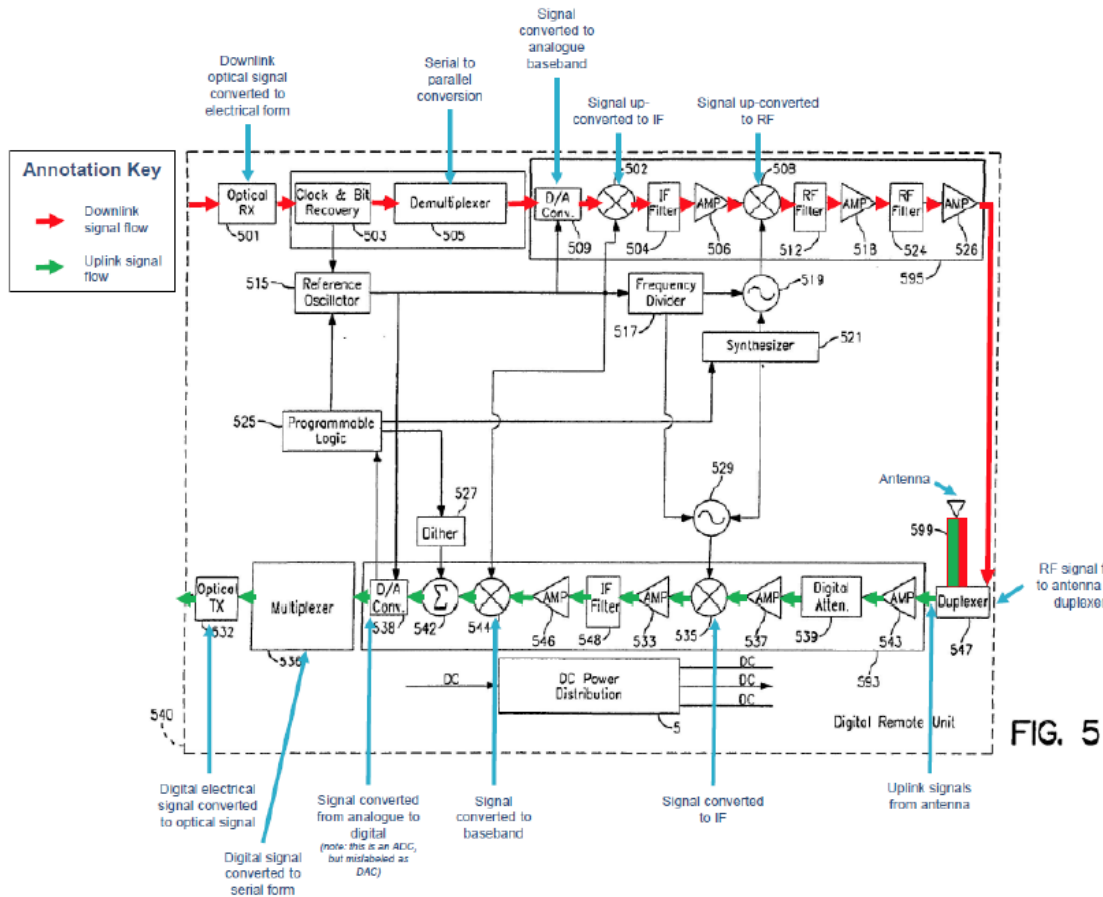 Signal
converted to
analogue
baseband
Downlink
optical signal
converted to
electrical form
Serial to
parallel
conversion
Signal up-
converted to IF
Signal up-converted
to RF
Annotation Key
Downlink
signal flow
Uplink signal
flow
Optical
RX
501
Clock & Bit
Recovery
503
Demultiplexer
505
D/A
Conv.
509
502
IF
Filter
504
AMP
506
508
RF
Filter
512
AMP
518
RF
Filter
524
AMP
526
595
515
Reference
Oscillator
Frequency
Divider
517
519
Synthesizer
521
525
Programmable
Logic
527
Dither
529
Antenna
599
RF signal f
to antenna
duplexer
Optical
TX
532
Multiplexer
536
D/A
Conv.
538
Σ
542
544
AMP
546
IF
Filter
548
AMP
533
535
AMP
537
Digital
Atten.
539
AMP
543
Duplexer
547
593
DC
DC Power
Distribution
5
DC
DC
DC
540
Digital Remote Unit
FIG. 5
Digital electrical
signal converted
to optical signal
Digital signal
converted to
serial form
Signal converted
from analogue to
digital
(note: this is an ADC,
but mislabeled as
DAC)
Signal
converted to
baseband
Signal converted
to IF
Uplink signals
from antenna